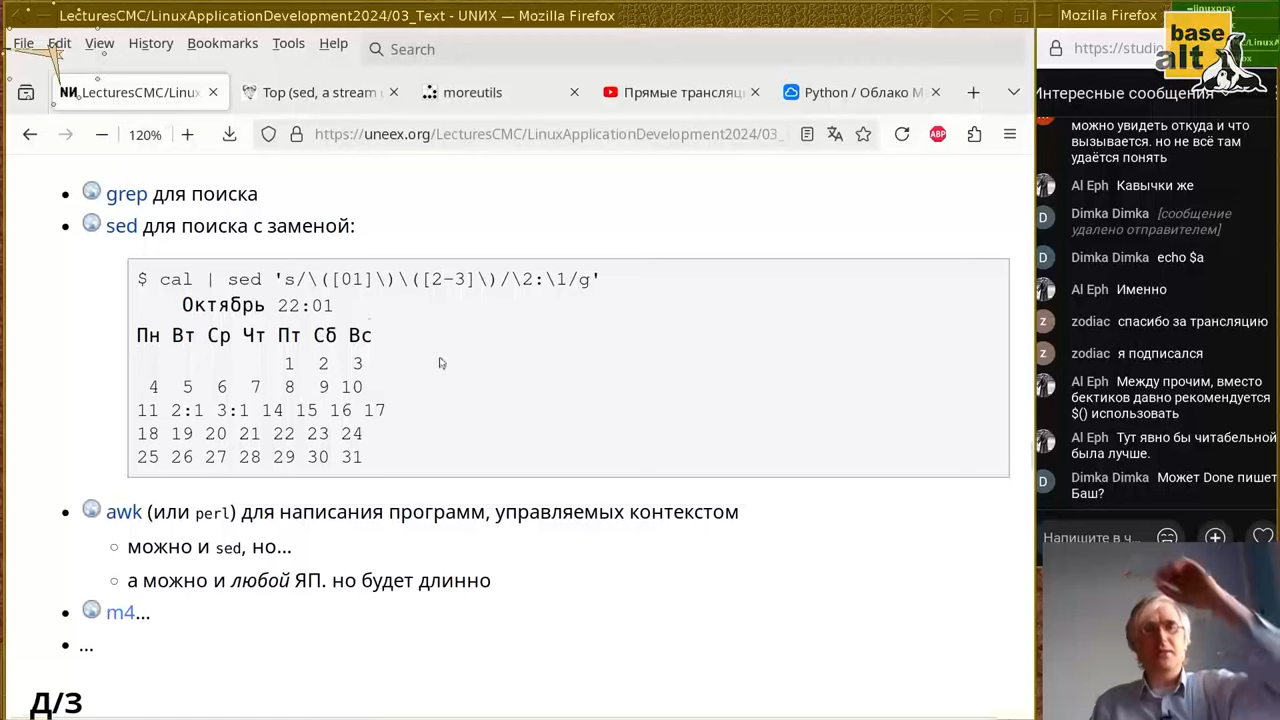 LecturesCMC/LinuxApplicationDevelopment2024/03_Text - UNИX — Mozilla Firefox
Mozilla Firefox
File Edit View History Bookmarks Tools Help
Search
https://studio.
base
alt
NИ LecturesCMC/Linux
Top (sed, a stream
moreutils
Прямые трансляц
Python / Облако M
Интересные сообщения
120%
https://uneex.org/LecturesCMC/LinuxApplicationDevelopment2024/03_
ABP
grep для поиска
sed для поиска с заменой:
$ cal | sed 's/\([01]\)\([2-3]\)/\2:\1/g'
Октябрь 22:01
Пн Вт Ср Чт Пт Сб Вс
1 2 3
4 5 6 7 8 9 10
11 2:1 3:1 14 15 16 17
18 19 20 21 22 23 24
25 26 27 28 29 30 31
awk (или perl) для написания программ, управляемых контекстом
можно и sed, но...
а можно и любой ЯП. но будет длинно
m4...
...
Д/З
можно увидеть откуда и что
вызывается. но не всё там
удаётся понять
Al Eph Кавычки же
D Dimka Dimka [сообщение
удалено отправителем]
D Dimka Dimka echo $a
Al Eph Именно
z zodiac спасибо за трансляцию
z zodiac я подписался
Al Eph Между прочим, вместо
бектиков давно рекомендуется
$() использовать
Al Eph Тут явно бы читабельной
была лучше.
D Dimka Dimka Может Done пишет
Баш?
Напишите в ч